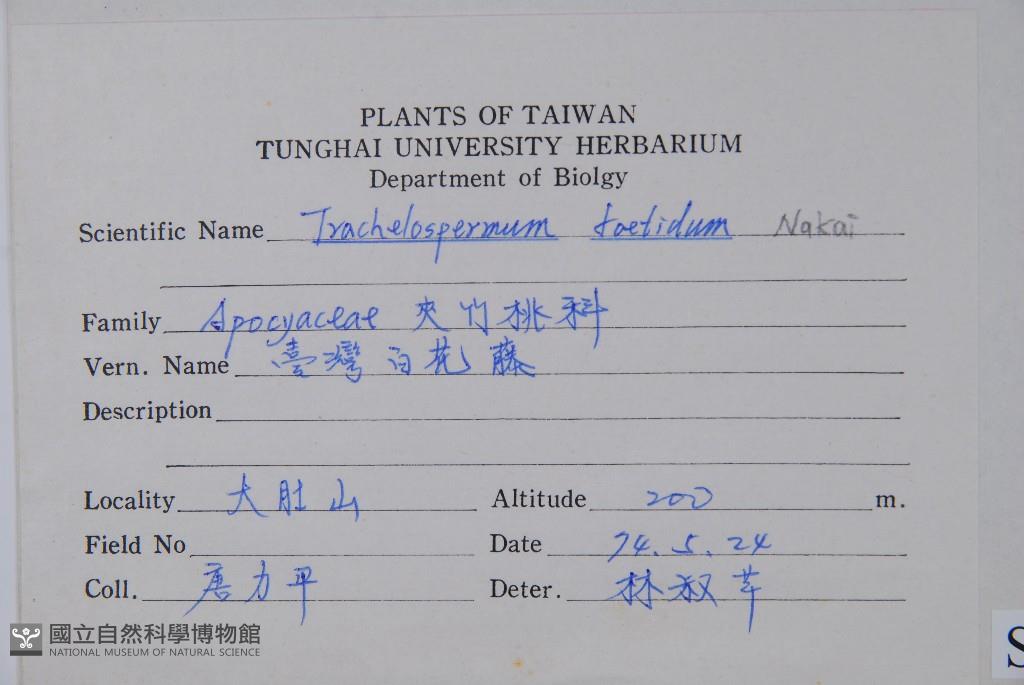 PLANTS OF TAIWAN
TUNGHAI UNIVERSITY HERBARIUM
Department of Biolgy
Scientific Name Trachelospermum foetidum Nakai
Family Apocyaceae 夾竹桃科
Vern. Name 臺灣白花藤
Description
Locality 大肚山 Altitude 200 m.
Field No Date 74.5.24
Coll. 唐力平 Deter. 林淑苹
國立自然科學博物館
NATIONAL MUSEUM OF NATURAL SCIENCE
S